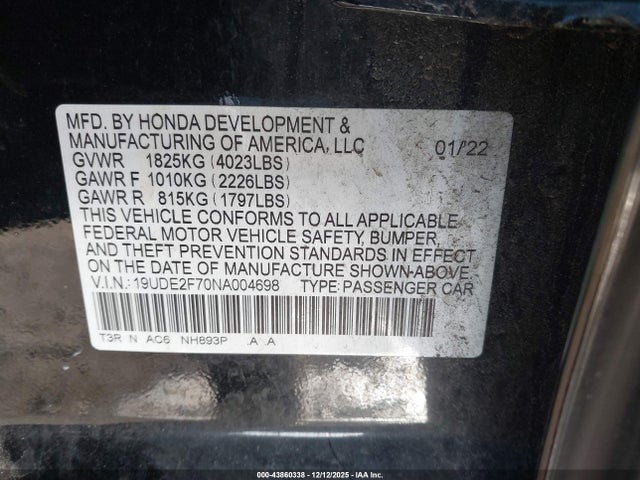 MFD. BY HONDA DEVELOPMENT &
MANUFACTURING OF AMERICA, LLC 01/22
GVWR 1825KG (4023LBS)
GAWR F 1010KG (2226LBS)
GAWR R 815KG (1797LBS)
THIS VEHICLE CONFORMS TO ALL APPLICABLE
FEDERAL MOTOR VEHICLE SAFETY, BUMPER,
AND THEFT PREVENTION STANDARDS IN EFFECT
ON THE DATE OF MANUFACTURE SHOWN ABOVE.
V.I.N.: 19UDE2F70NA004698 TYPE: PASSENGER CAR
T3R N AC6 NH893P .A .A
000-43860338 - 12/12/2025 - IAA Inc.